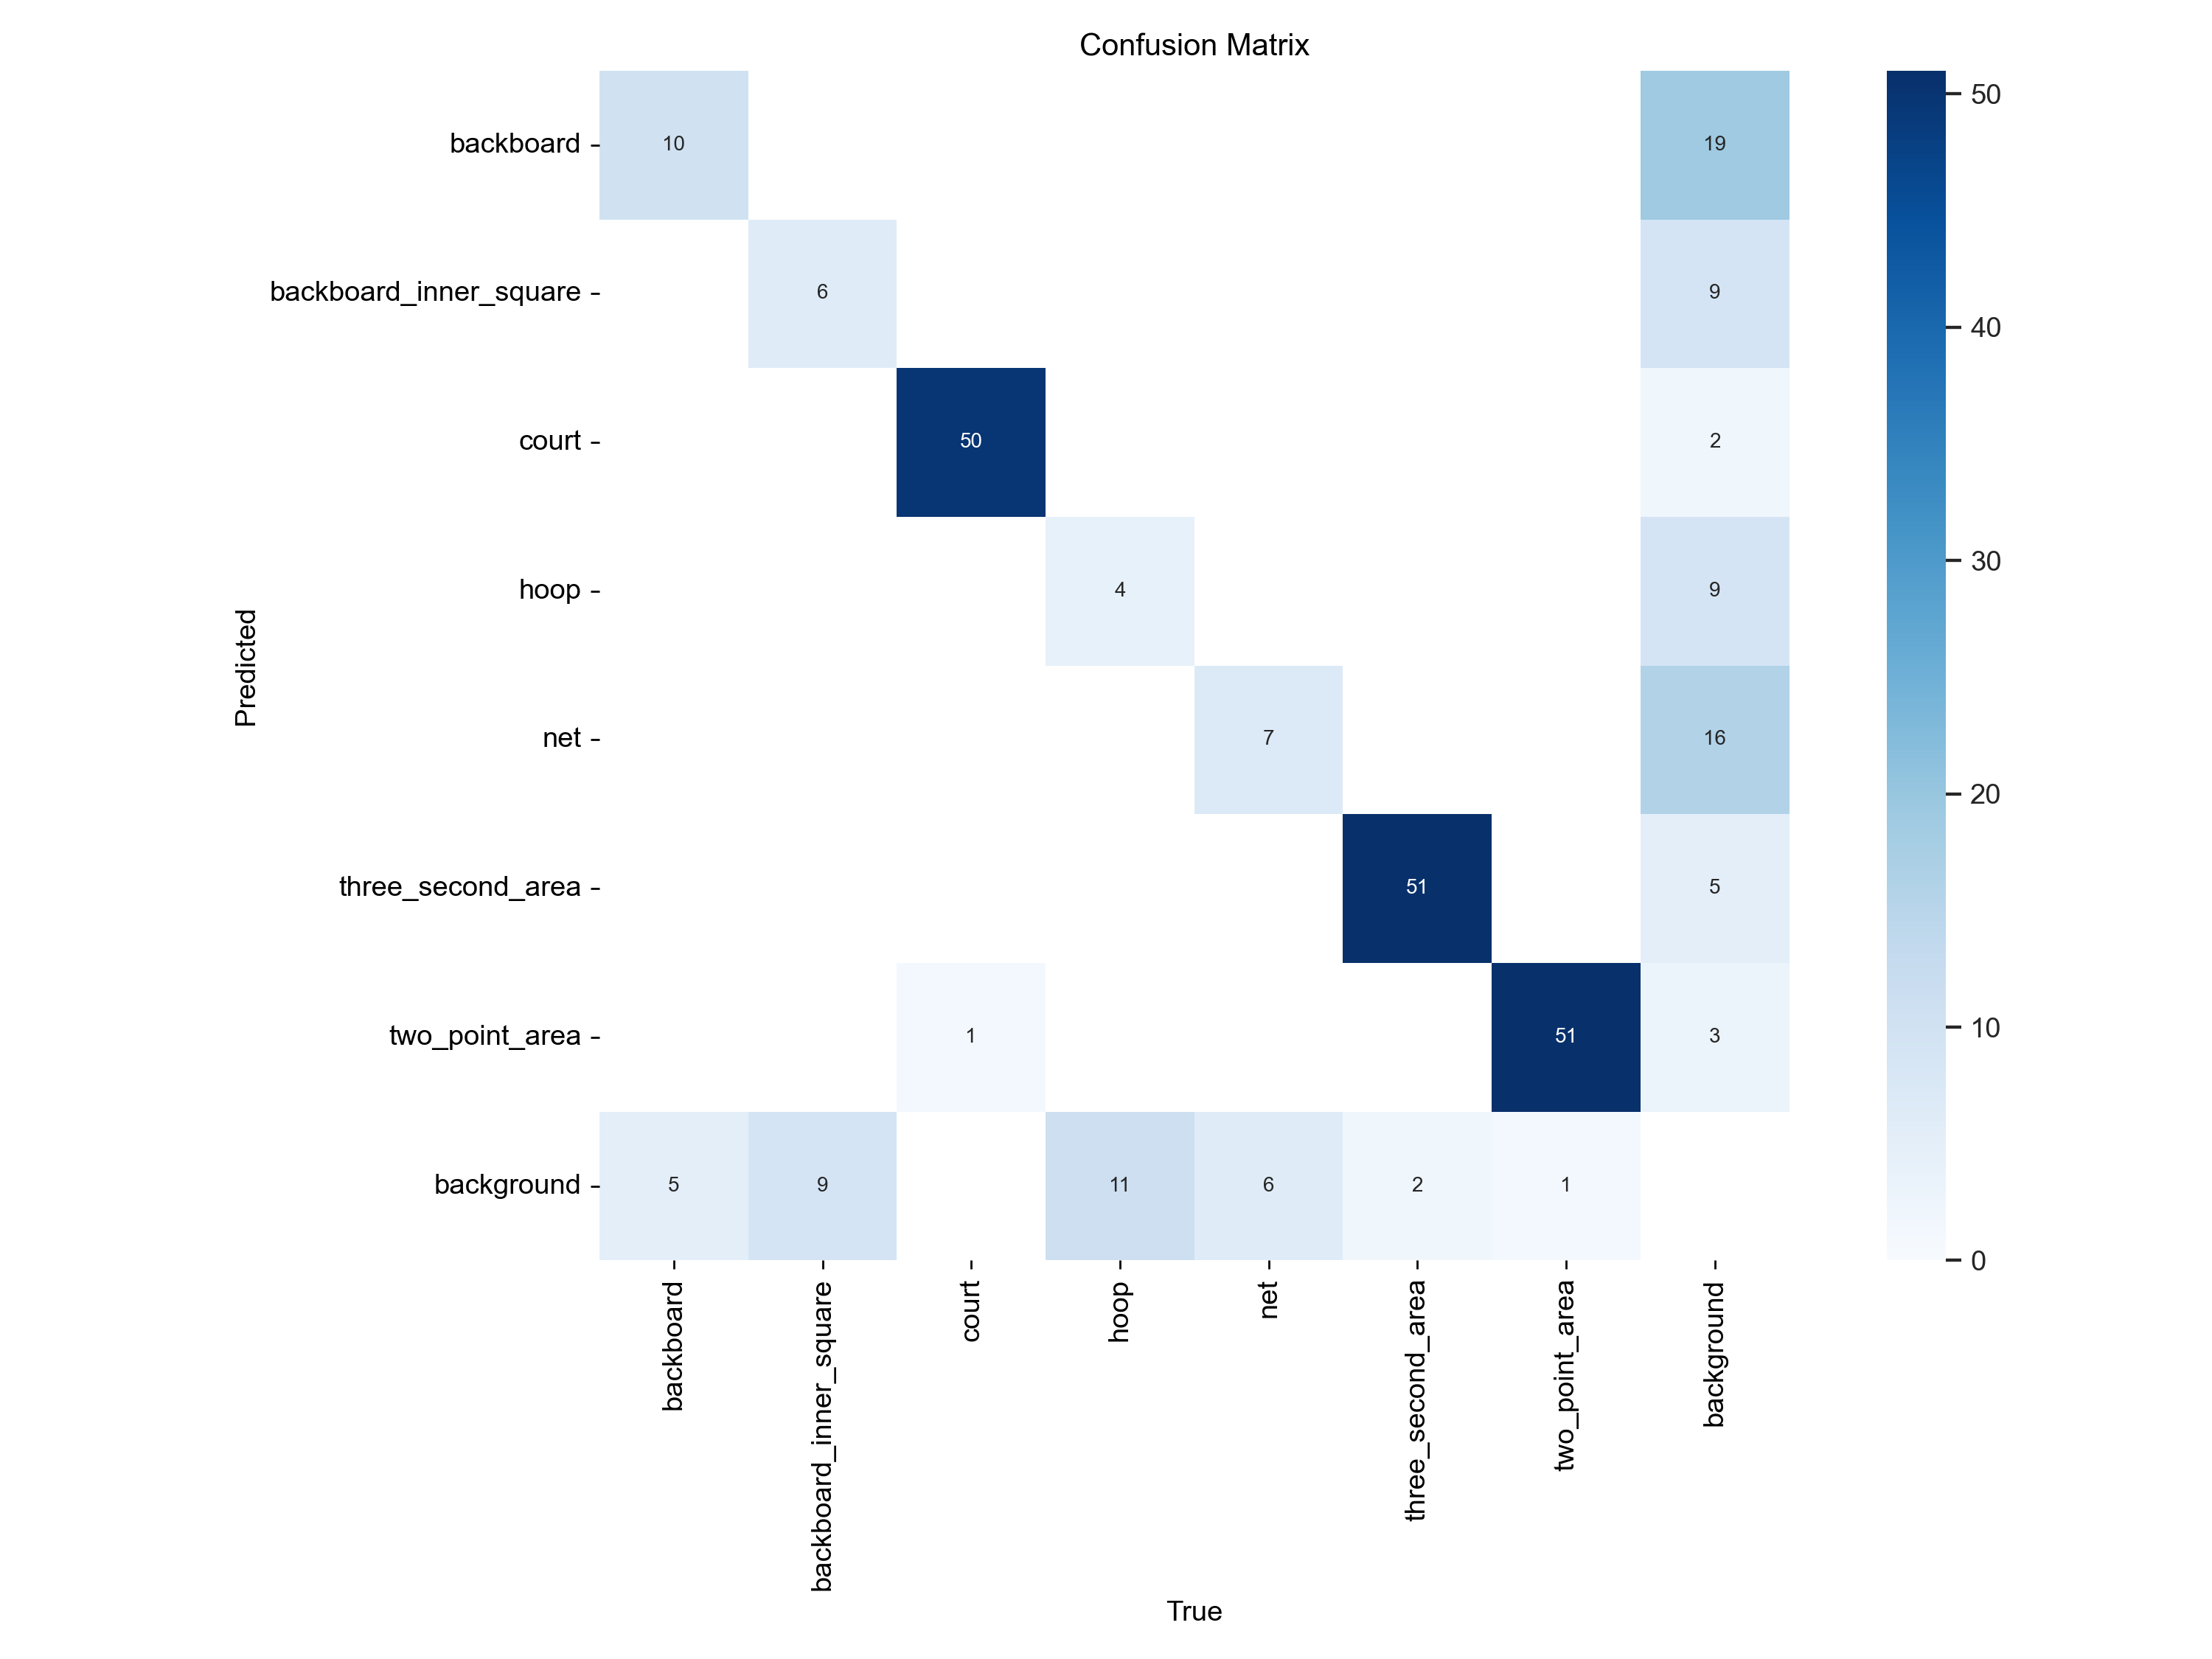 Confusion Matrix
backboard
10
19
50
backboard_inner_square
6
9
40
court
50
2
hoop
4
9
30
Predicted
net
7
16
20
three_second_area
51
5
two_point_area
1
51
3
10
background
5
9
11
6
2
1
0
backboard
backboard_inner_square
court
hoop
net
three_second_area
two_point_area
background
True